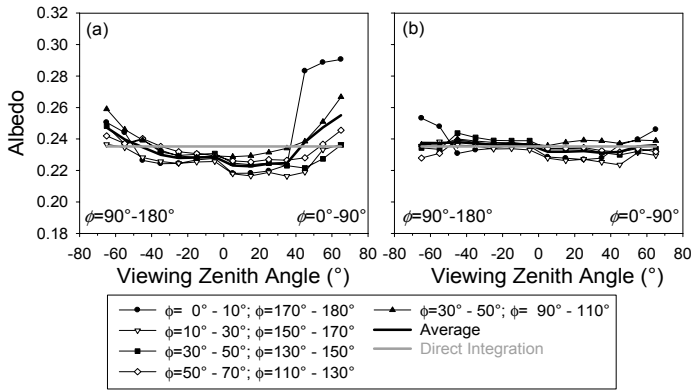 (a)
(b)
Albedo
0.32
0.30
0.28
0.26
0.24
0.22
0.20
0.18
ϕ=90°-180°
ϕ=0°-90°
ϕ=90°-180°
ϕ=0°-90°
-80 -60 -40 -20 0 20 40 60 80
-80 -60 -40 -20 0 20 40 60 80
Viewing Zenith Angle (°)
Viewing Zenith Angle (°)
ϕ= 0° - 10°; ϕ=170° - 180°
ϕ=10° - 30°; ϕ=150° - 170°
ϕ=30° - 50°; ϕ=130° - 150°
ϕ=50° - 70°; ϕ=110° - 130°
ϕ=30° - 50°; ϕ= 90° - 110°
Average
Direct Integration